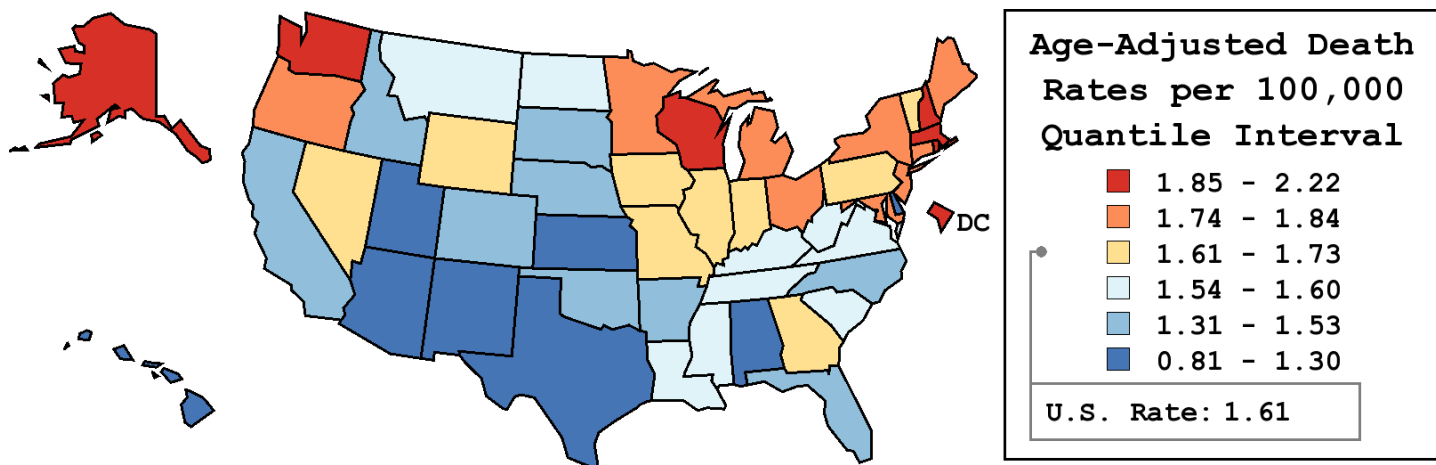 Age-Adjusted Death
Rates per 100,000
Quantile Interval
1.85 - 2.22
1.74 - 1.84
1.61 - 1.73
1.54 - 1.60
1.31 - 1.53
0.81 - 1.30
U.S. Rate: 1.61
DC